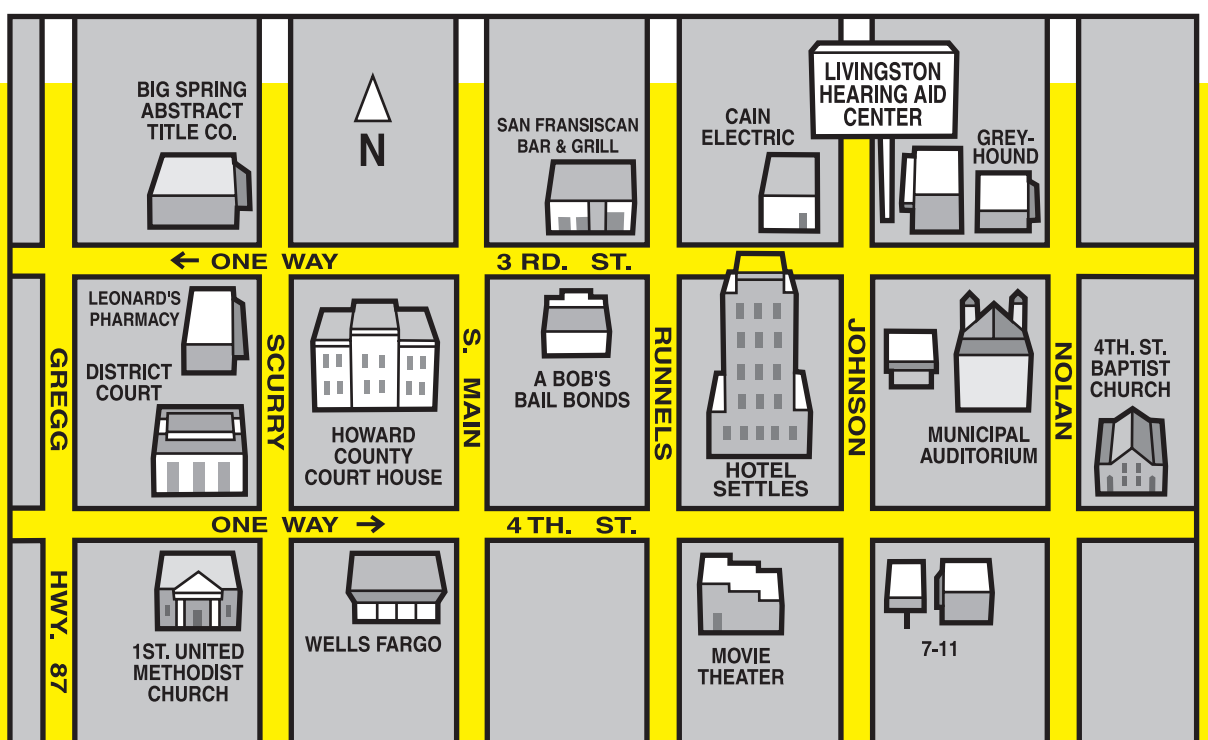 BIG SPRING
ABSTRACT
TITLE CO.
N
SAN FRANSISCAN
BAR & GRILL
CAIN
ELECTRIC
LIVINGSTON
HEARING AID
CENTER
GREY-
HOUND
← ONE WAY
3 RD. ST.
LEONARD'S
PHARMACY
DISTRICT
COURT
GREGG
SCURRY
HOWARD
COUNTY
COURT HOUSE
S. MAIN
A BOB'S
BAIL BONDS
RUNNELS
HOTEL
SETTLES
JOHNSON
MUNICIPAL
AUDITORIUM
NOLAN
4TH. ST.
BAPTIST
CHURCH
ONE WAY →
4 TH. ST.
HWY. 87
1ST. UNITED
METHODIST
CHURCH
WELLS FARGO
MOVIE
THEATER
7-11